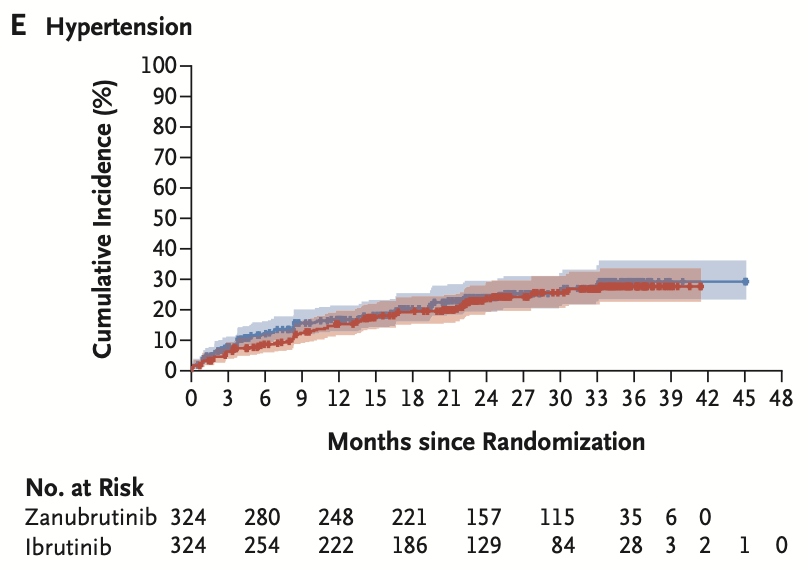 E Hypertension
Cumulative Incidence (%)
100
90
80
70
60
50
40
30
20
10
0
0 3 6 9 12 15 18 21 24 27 30 33 36 39 42 45 48
Months since Randomization
No. at Risk
Zanubrutinib 324 280 248 221 157 115 35 6 0
Ibrutinib 324 254 222 186 129 84 28 3 2 1 0